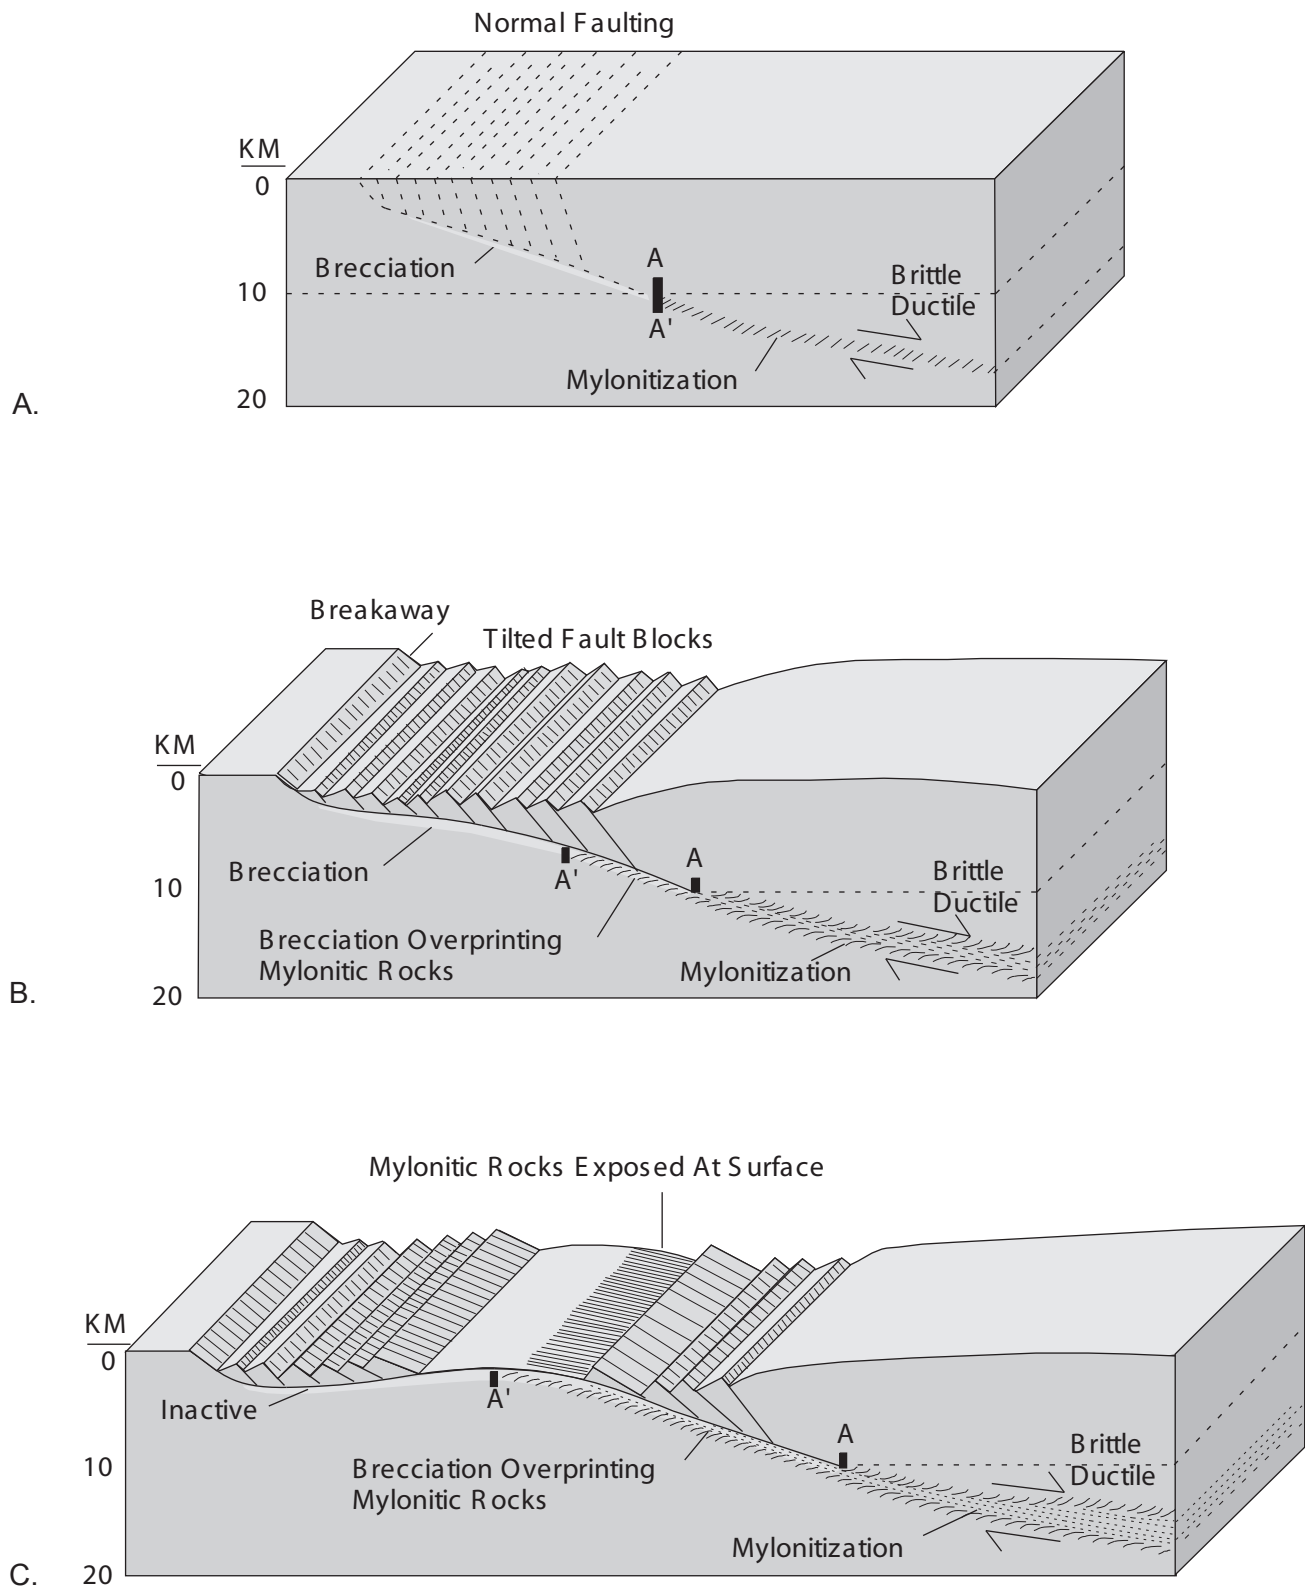 Normal Faulting
KM
0
Brecciation
A
Brittle
10
Ductile
A'
Mylonitization
20
A.
Breakaway
Tilted Fault Blocks
KM
0
Brecciation
A'
A
Brittle
10
Ductile
Brecciation Overprinting
Mylonitic Rocks
Mylonitization
20
B.
Mylonitic Rocks Exposed At Surface
KM
0
Inactive
A'
A
Brittle
10
Ductile
Brecciation Overprinting
Mylonitic Rocks
Mylonitization
20
C.